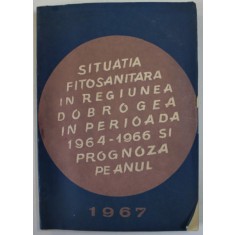 SITUATIA
FITOSANITARA
IN REGIUNEA
DOBROGEA
IN PERIOADA
1964-1966 SI
PROGNOZA
PE ANUL
1967